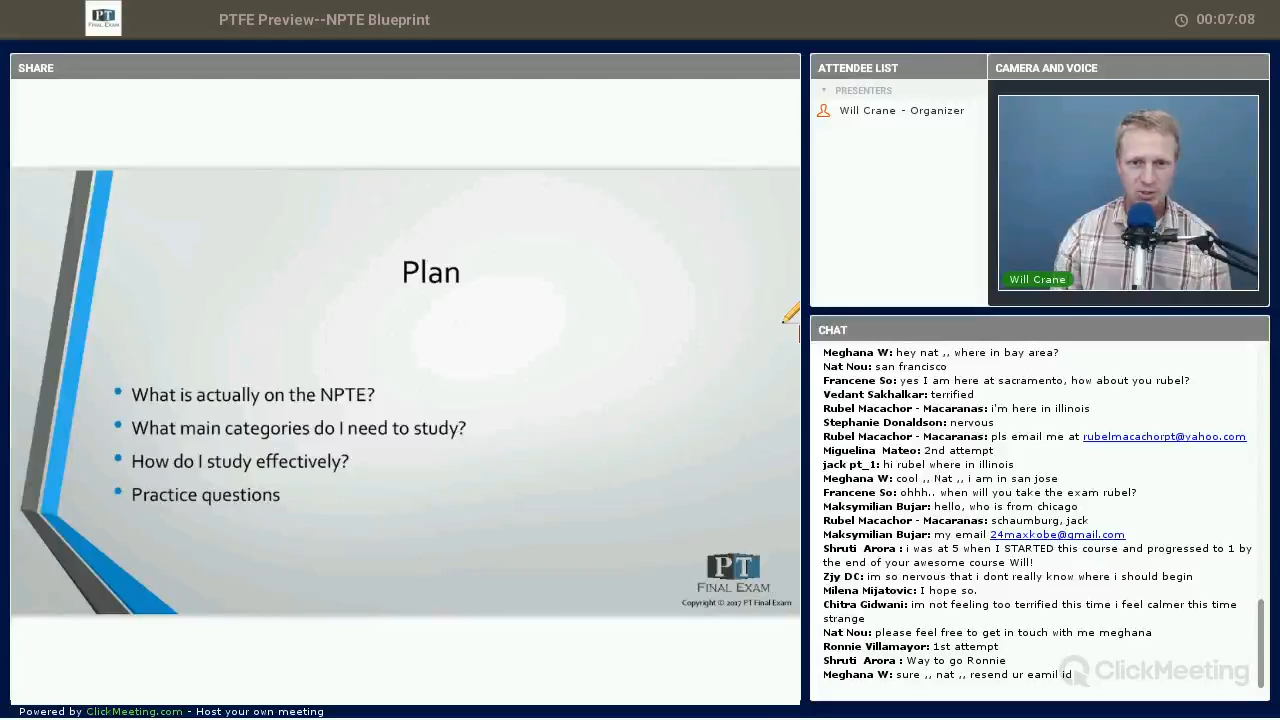 PT
FINAL EXAM
PTFE Preview--NPTE Blueprint
00:07:08
SHARE
Plan
• What is actually on the NPTE?
• What main categories do I need to study?
• How do I study effectively?
• Practice questions
PT
FINAL EXAM
Copyright © 2017 PT Final Exam
ATTENDEE LIST
PRESENTERS
Will Crane - Organizer
CAMERA AND VOICE
Will Crane
CHAT
Meghana W: hey nat ,, where in bay area?
Nat Nou: san francisco
Francene So: yes I am here at sacramento, how about you rubel?
Vedant Sakhalkar: terrified
Rubel Macachor - Macaranas: i'm here in illinois
Stephanie Donaldson: nervous
Rubel Macachor - Macaranas: pls email me at rubelmacachorpt@yahoo.com
Miguelina Mateo: 2nd attempt
jack pt_1: hi rubel where in illinois
Meghana W: cool ,, Nat ,, i am in san jose
Francene So: ohhh.. when will you take the exam rubel?
Maksymilian Bujar: hello, who is from chicago
Rubel Macachor - Macaranas: schaumburg, jack
Maksymilian Bujar: my email 24maxkobe@gmail.com
Shruti Arora : i was at 5 when I STARTED this course and progressed to 1 by
the end of your awesome course Will!
Zjy DC: im so nervous that i dont really know where i should begin
Milena Mijatovic: I hope so.
Chitra Gidwani: im not feeling too terrified this time i feel calmer this time
strange
Nat Nou: please feel free to get in touch with me meghana
Ronnie Villamayor: 1st attempt
Shruti Arora : Way to go Ronnie
Meghana W: sure ,, nat ,, resend ur eamil id
ClickMeeting
Powered by ClickMeeting.com - Host your own meeting